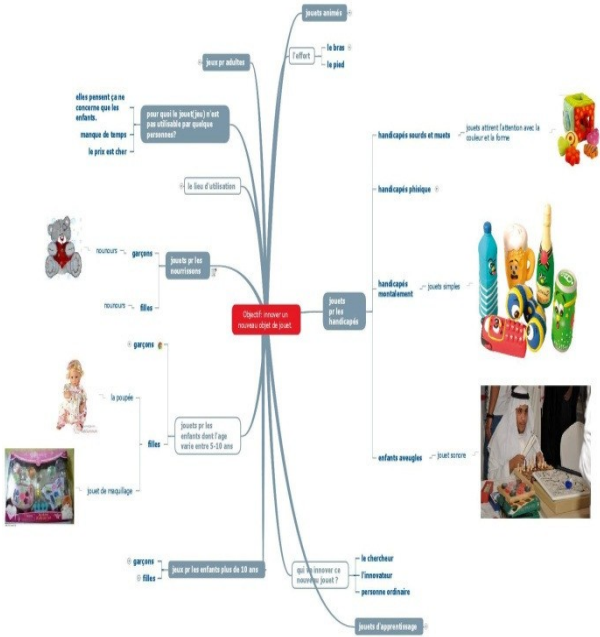 jouets animés
l'effort
le bras
le pied
jeux pr adultes
elles pensent ça ne
concerne que les
enfants.
manque de temps
le prix est cher
pour quoi le jouet(jeu) n'est
pas utilisable par quelque
personnes?
le lieu d'utilisation
nounours
garçons
nounours
filles
jouets pr les
nourrissons
Objectif: innover un
nouveau objet de jouet
jouets
pr les
handicapés
handicapés sourds et muets
jouets attirent l'attention avec la
couleur et la forme
handicapés phisique
handicapés
montalement
jouets simples
enfants aveugles
jouet sonore
garçons
la poupée
filles
jouet de maquillage
jouets pr les
enfants dont l'age
varie entre 5-10 ans
garçons
filles
jeux pr les enfants plus de 10 ans
qui va innover ce
nouveau jouet ?
le chercheur
l'innovateur
personne ordinaire
jouets d'apprentimage